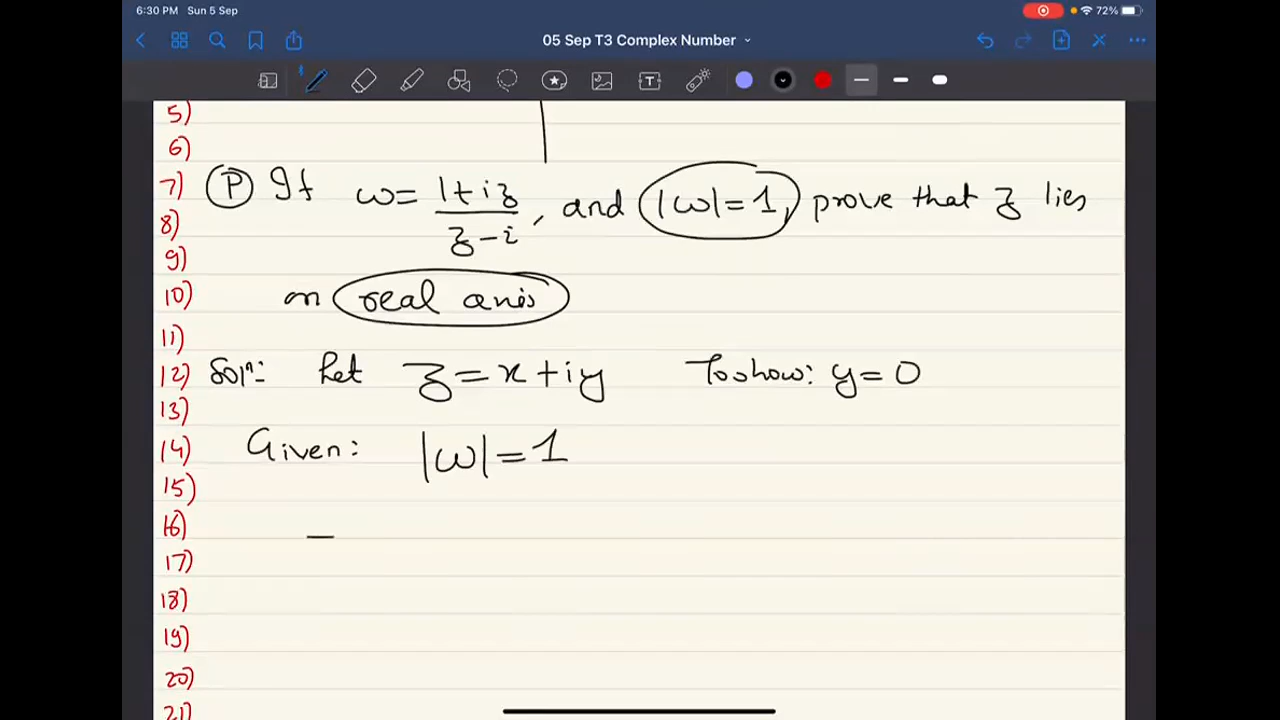 6:30 PM Sun 5 Sep 72%
05 Sep T3 Complex Number
T
5)
6)
7) (P) If ω = (1+iz)/(z-i), and |ω|=1, prove that z lies
8)
9)
10) on real axis
11)
12) Solⁿ: Let z=x+iy To show: y=0
13)
14) Given: |ω|=1
15)
16)
17)
18)
19)
20)
21)